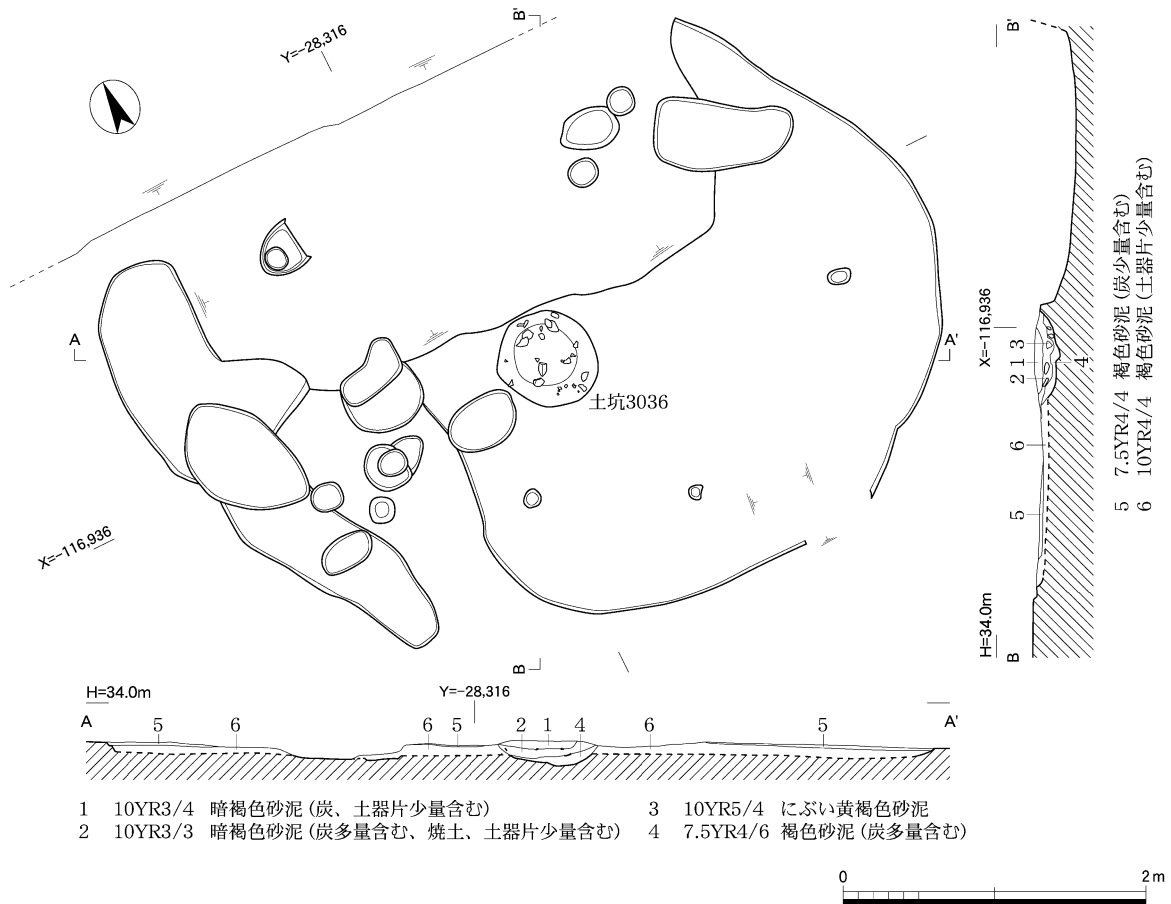 Y=-28,316
B'
A
A'
土坑3036
X=-116,936
B
B'
X=-116,936
3
1
2
4
6
5
H=34.0m
B
5 7.5YR4/4 褐色砂泥(炭少量含む)
6 10YR4/4 褐色砂泥(土器片少量含む)
H=34.0m
Y=-28,316
A
5 6 6 5 2 1 4 6 5
A'
1 10YR3/4 暗褐色砂泥(炭、土器片少量含む)
2 10YR3/3 暗褐色砂泥(炭多量含む、焼土、土器片少量含む)
3 10YR5/4 にぶい黄褐色砂泥
4 7.5YR4/6 褐色砂泥(炭多量含む)
0 2m